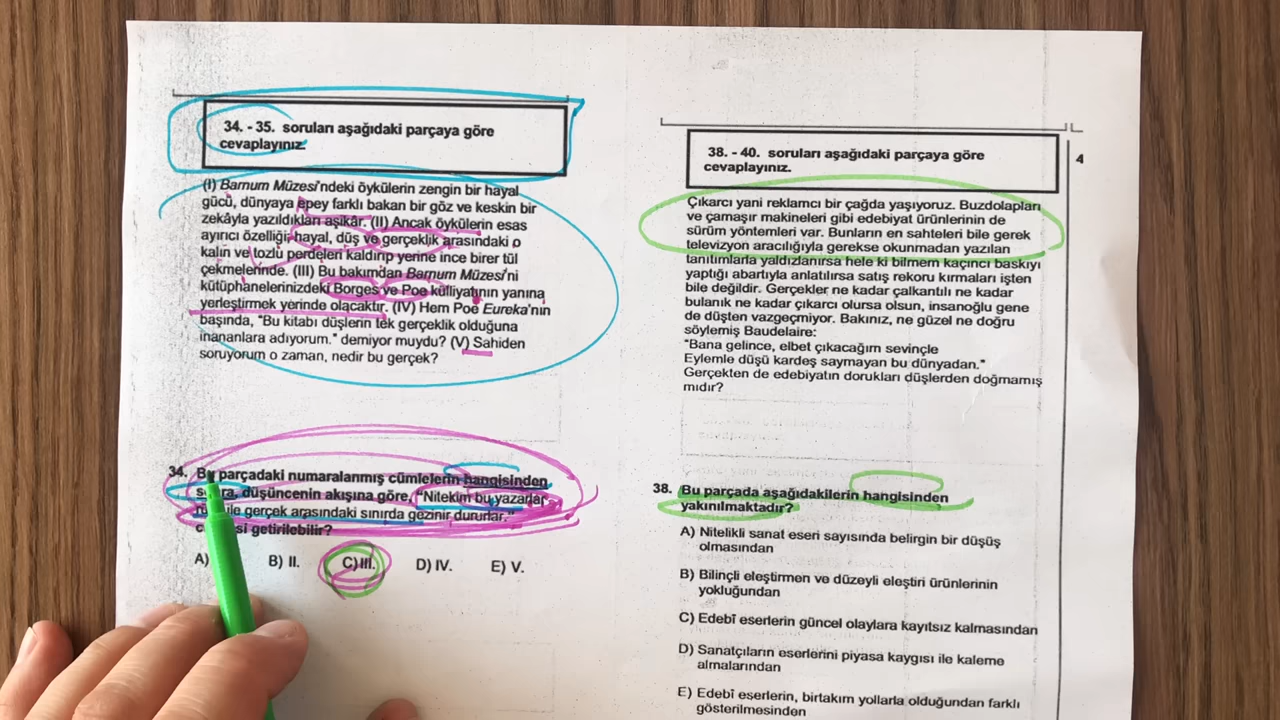 34. - 35. soruları aşağıdaki parçaya göre
cevaplayınız.
(I) Barnum Müzesi'ndeki öykülerin zengin bir hayal
gücü, dünyaya epey farklı bakan bir göz ve keskin bir
zekâyla yazıldıkları aşikâr. (II) Ancak öykülerin esas
ayırıcı özelliği; hayal, düş ve gerçeklik arasındaki o
kalın ve tozlu perdeleri kaldırıp yerine ince birer tül
çekmelerinde. (III) Bu bakımdan Barnum Müzesi'ni
kütüphanelerinizdeki Borges ve Poe külliyatının yanına
yerleştirmek yerinde olacaktır. (IV) Hem Poe Eureka'nın
başında, "Bu kitabı düşlerin tek gerçeklik olduğuna
inananlara adıyorum." demiyor muydu? (V) Sahiden
soruyorum o zaman, nedir bu gerçek?
34. Bu parçadaki numaralanmış cümlelerin hangisinden
düşüncenin akışına göre, "Nitekim bu yazarlar
ile gerçek arasındaki sınırda gezinir dururlar."
getirilebilir?
A) B) II. C) III. D) IV. E) V.
38. - 40. soruları aşağıdaki parçaya göre
cevaplayınız.
4
Çıkarcı yani reklamcı bir çağda yaşıyoruz. Buzdolapları
ve çamaşır makineleri gibi edebiyat ürünlerinin de
sürüm yöntemleri var. Bunların en sahteleri bile gerek
televizyon aracılığıyla gerekse okunmadan yazılan
tanıtımlarla yaldızlanırsa hele ki bilmem kaçıncı baskıyı
yaptığı abartıyla anlatılırsa satış rekoru kırmaları işten
bile değildir. Gerçekler ne kadar çalkantılı ne kadar
bulanık ne kadar çıkarcı olursa olsun, insanoğlu gene
de düşten vazgeçmiyor. Bakınız, ne güzel ne doğru
söylemiş Baudelaire:
"Bana gelince, elbet çıkacağım sevinçle
Eylemle düşü kardeş saymayan bu dünyadan."
Gerçekten de edebiyatın dorukları düşlerden doğmamış
mıdır?
38. Bu parçada aşağıdakilerin hangisinden
yakınılmaktadır?
A) Nitelikli sanat eseri sayısında belirgin bir düşüş
olmasından
B) Bilinçli eleştirmen ve düzeyli eleştiri ürünlerinin
yokluğundan
C) Edebî eserlerin güncel olaylara kayıtsız kalmasından
D) Sanatçıların eserlerini piyasa kaygısı ile kaleme
almalarından
E) Edebî eserlerin, birtakım yollarla olduğundan farklı
gösterilmesinden